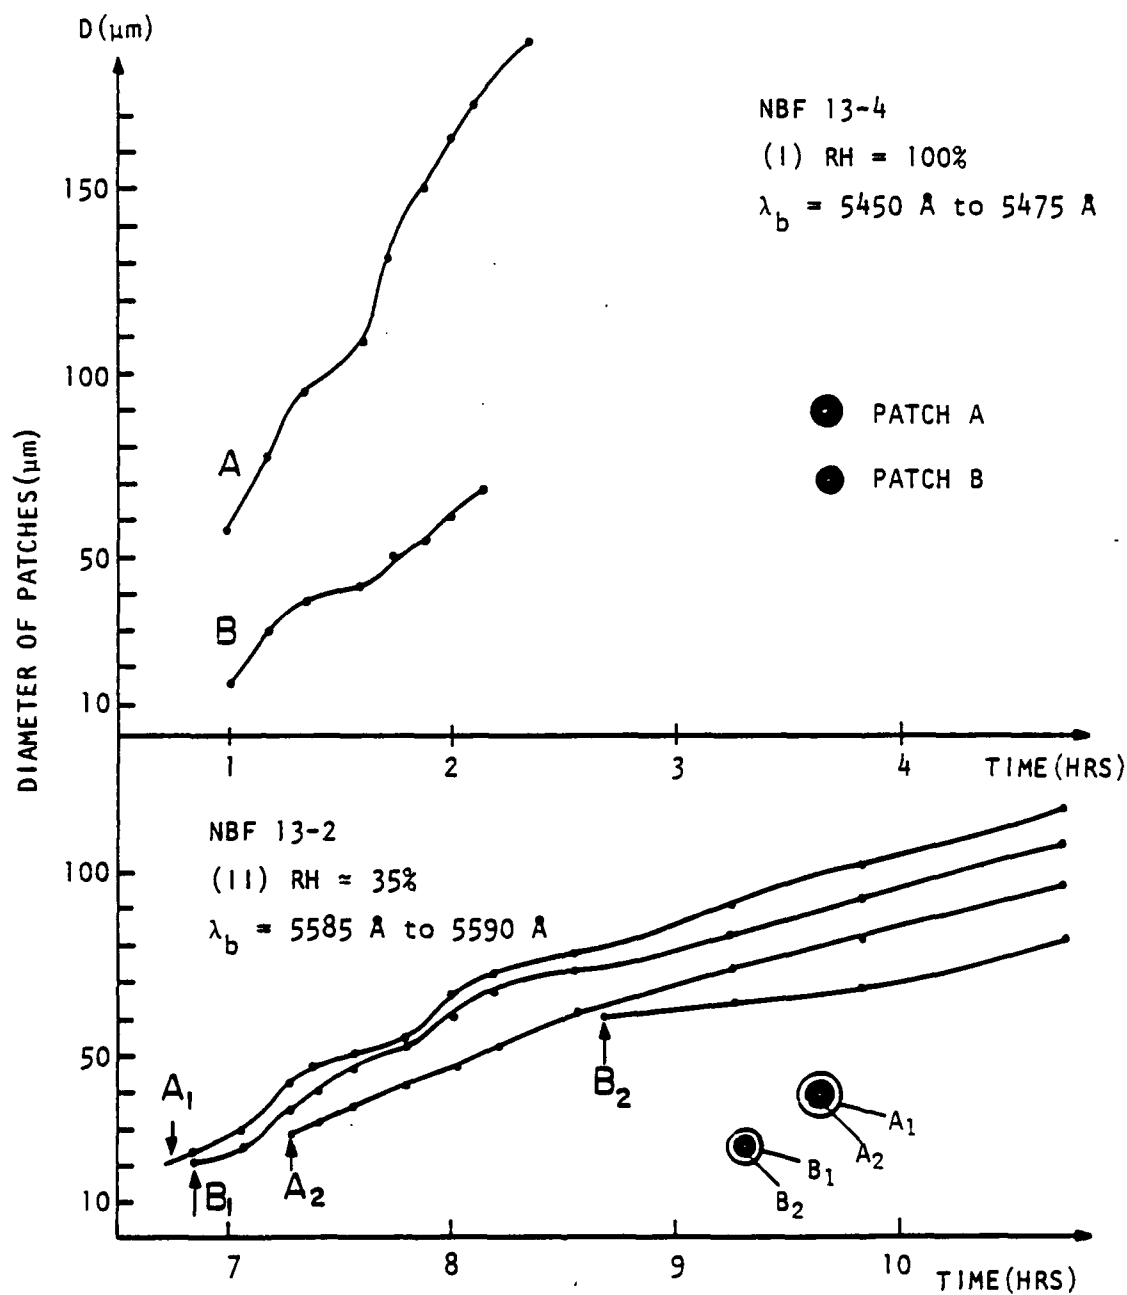 D(μm)
NBF 13-4
(I) RH = 100%
λb = 5450 Å to 5475 Å
150
100
50
10
A
B
PATCH A
PATCH B
DIAMETER OF PATCHES(μm)
1 2 3 4 TIME(HRS)
NBF 13-2
(II) RH ≈ 35%
λb = 5585 Å to 5590 Å
100
50
10
A1
B1
A2
B2
A1
A2
B1
B2
7 8 9 10 TIME(HRS)